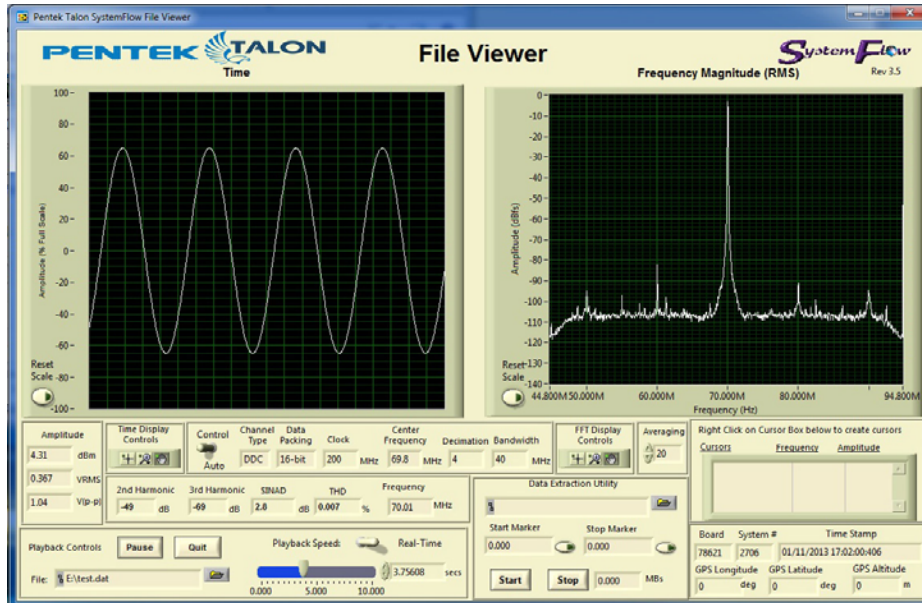 Pentek Talon SystemFlow File Viewer
PENTEK TALON
File Viewer
SystemFlow
Rev 3.5
Time
Frequency Magnitude (RMS)
Amplitude (% Full Scale)
100-
80-
60-
40-
20-
0-
-20-
-40-
-60-
-80-
-100-
Reset
Scale
Amplitude (dBfs)
0-
-10-
-20-
-30-
-40-
-50-
-60-
-70-
-80-
-90-
-100-
-110-
-120-
-130-
-140-
Reset
Scale
44.800M 50.000M 60.000M 70.000M 80.000M 94.800M
Frequency (Hz)
Amplitude
4.31 dBm
0.367 VRMS
1.04 V(p-p)
Time Display
Controls
Control
Auto
Channel
Type
DDC
Data
Packing
16-bit
Clock
200 MHz
Center
Frequency
69.8 MHz
Decimation
4
Bandwidth
40 MHz
FFT Display
Controls
Averaging
20
Right Click on Cursor Box below to create cursors
Cursors Frequency Amplitude
2nd Harmonic
-49 dB
3rd Harmonic
-69 dB
SINAD
2.8 dB
THD
0.007 %
Frequency
70.01 MHz
Data Extraction Utility
Start Marker
0.000
Stop Marker
0.000
Start Stop 0.000 MBs
Playback Controls Pause Quit
Playback Speed: Real-Time
File: E:\test.dat
0.000 5.000 10.000
3.75608 secs
Board System # Time Stamp
78621 2706 01/11/2013 17:02:00:406
GPS Longitude GPS Latitude GPS Altitude
0 deg 0 deg 0 m